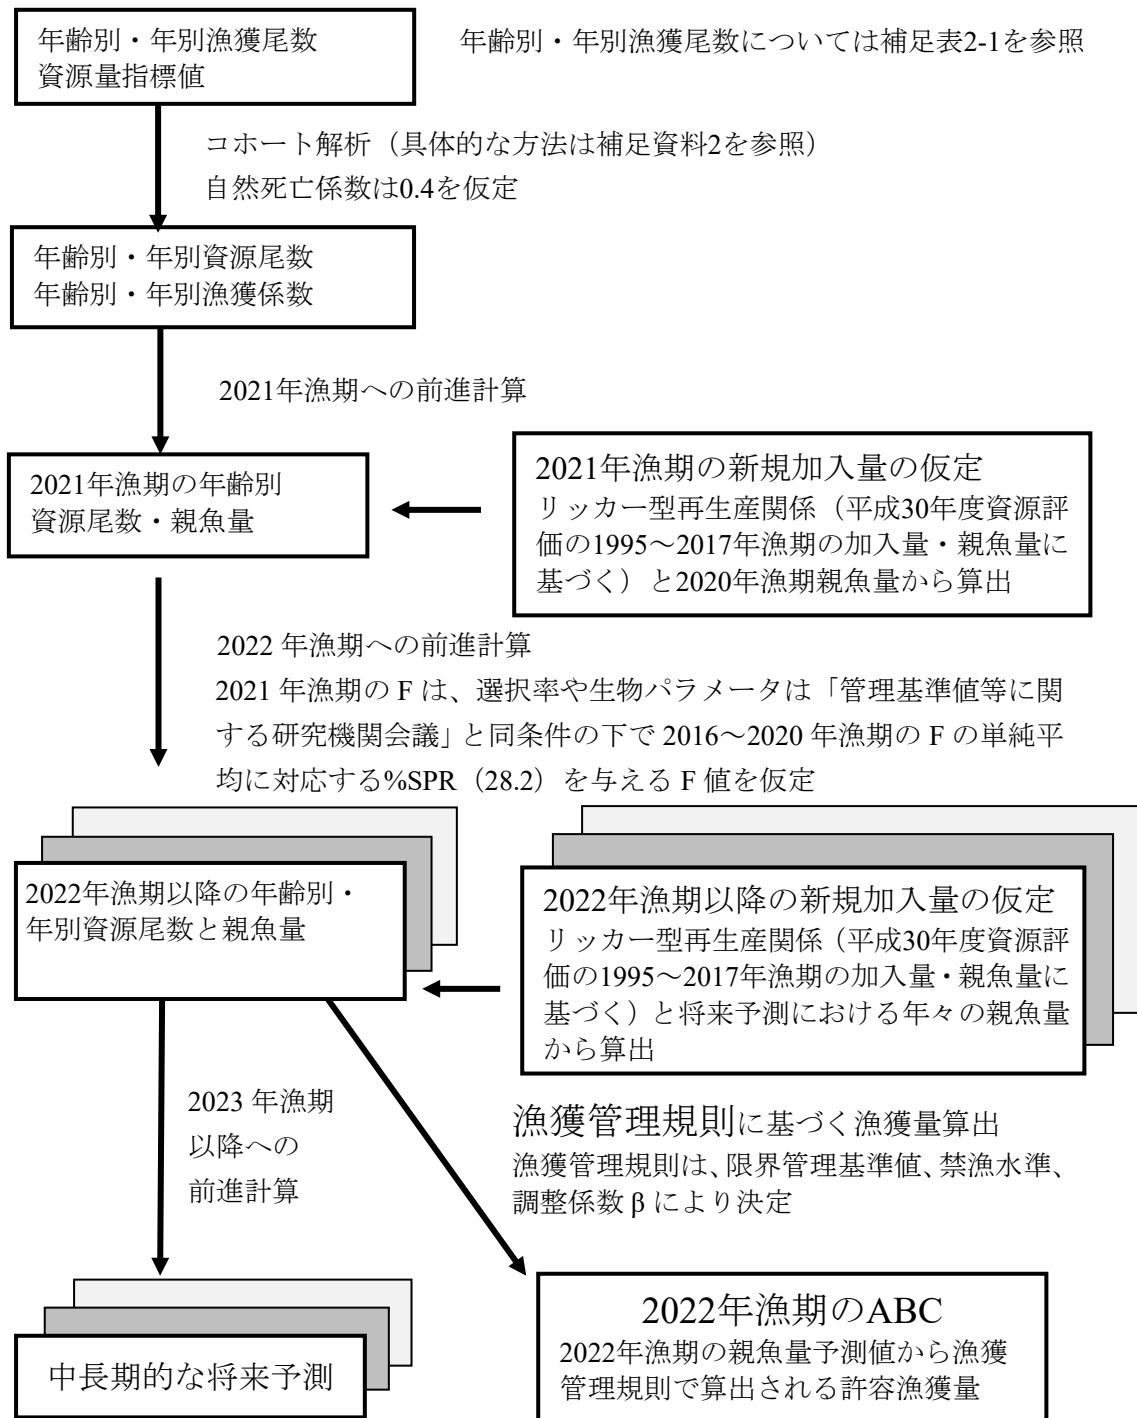 年齢別・年別漁獲尾数
資源量指標値
年齢別・年別漁獲尾数については補足表2-1を参照
コホート解析（具体的な方法は補足資料2を参照）
自然死亡係数は0.4を仮定
年齢別・年別資源尾数
年齢別・年別漁獲係数
2021年漁期への前進計算
2021年漁期の年齢別
資源尾数・親魚量
2021年漁期の新規加入量の仮定
リッカー型再生産関係（平成30年度資源評
価の1995～2017年漁期の加入量・親魚量に
基づく）と2020年漁期親魚量から算出
2022 年漁期への前進計算
2021 年漁期の F は、選択率や生物パラメータは「管理基準値等に関
する研究機関会議」と同条件の下で 2016～2020 年漁期の F の単純平
均に対応する%SPR（28.2）を与える F 値を仮定
2022年漁期以降の年齢別・
年別資源尾数と親魚量
2022年漁期以降の新規加入量の仮定
リッカー型再生産関係（平成30年度資源評
価の1995～2017年漁期の加入量・親魚量に
基づく）と将来予測における年々の親魚量
から算出
2023 年漁期
以降への
前進計算
漁獲管理規則に基づく漁獲量算出
漁獲管理規則は、限界管理基準値、禁漁水準、
調整係数 β により決定
中長期的な将来予測
2022年漁期のABC
2022年漁期の親魚量予測値から漁獲
管理規則で算出される許容漁獲量